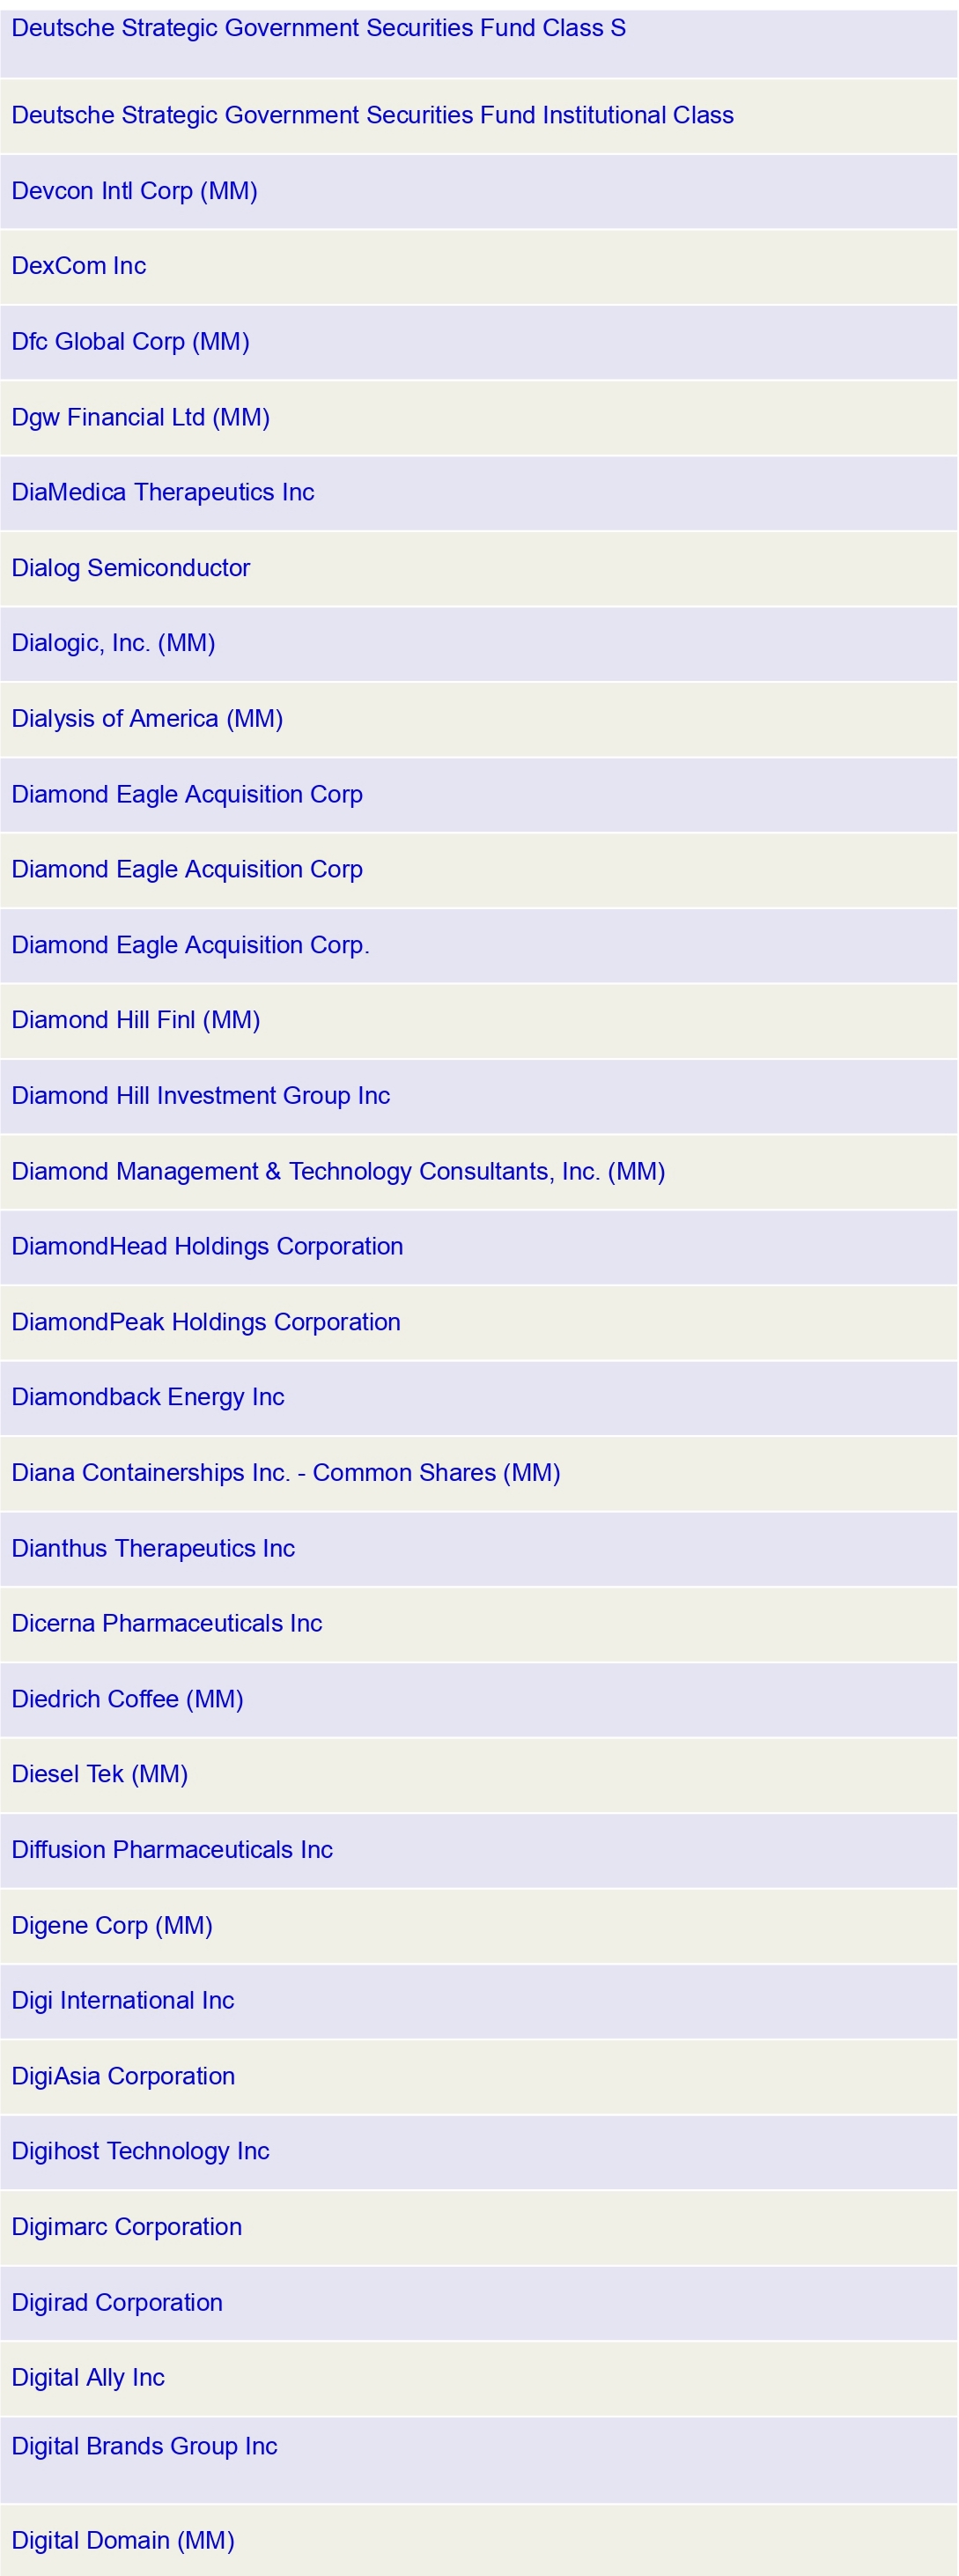 Deutsche Strategic Government Securities Fund Class S
Deutsche Strategic Government Securities Fund Institutional Class
Devcon Intl Corp (MM)
DexCom Inc
Dfc Global Corp (MM)
Dgw Financial Ltd (MM)
DiaMedica Therapeutics Inc
Dialog Semiconductor
Dialogic, Inc. (MM)
Dialysis of America (MM)
Diamond Eagle Acquisition Corp
Diamond Eagle Acquisition Corp
Diamond Eagle Acquisition Corp.
Diamond Hill Finl (MM)
Diamond Hill Investment Group Inc
Diamond Management & Technology Consultants, Inc. (MM)
DiamondHead Holdings Corporation
DiamondPeak Holdings Corporation
Diamondback Energy Inc
Diana Containerships Inc. - Common Shares (MM)
Dianthus Therapeutics Inc
Dicerna Pharmaceuticals Inc
Diedrich Coffee (MM)
Diesel Tek (MM)
Diffusion Pharmaceuticals Inc
Digene Corp (MM)
Digi International Inc
DigiAsia Corporation
Digihost Technology Inc
Digimarc Corporation
Digirad Corporation
Digital Ally Inc
Digital Brands Group Inc
Digital Domain (MM)